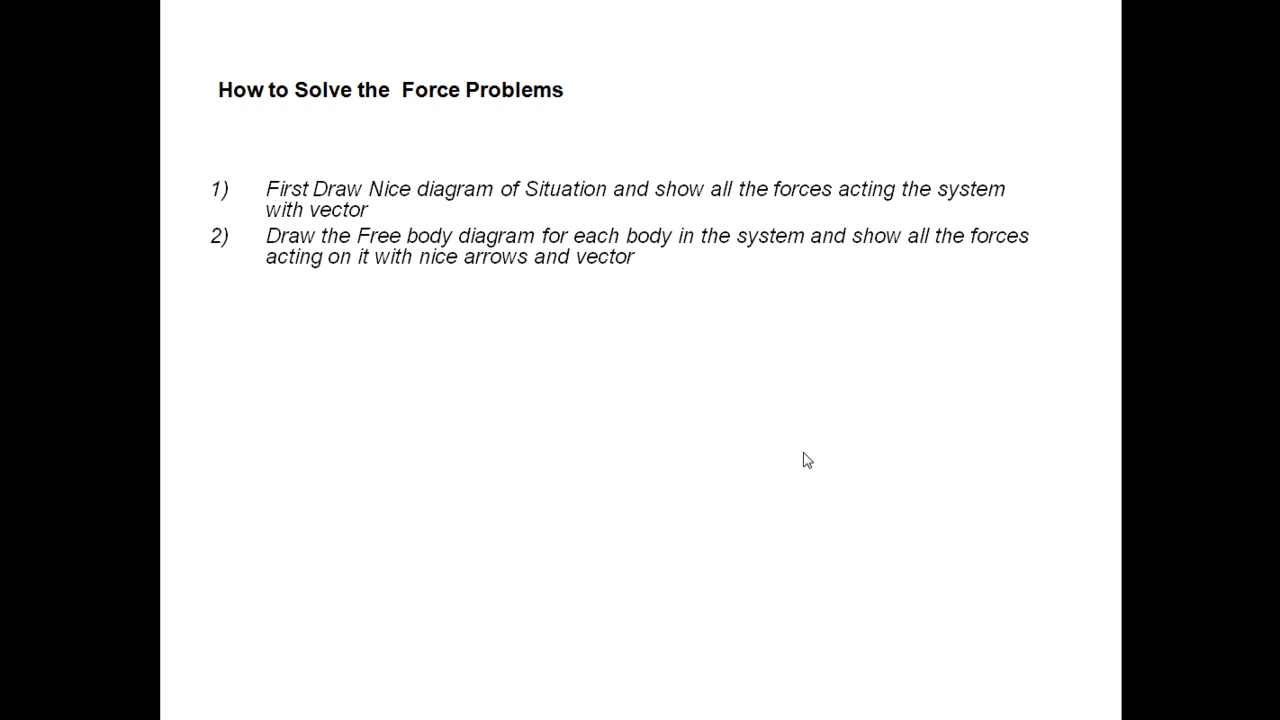 How to Solve the  Force Problems
1) First Draw Nice diagram of Situation and show all the forces acting the system
with vector
2) Draw the Free body diagram for each body in the system and show all the forces
acting on it with nice arrows and vector